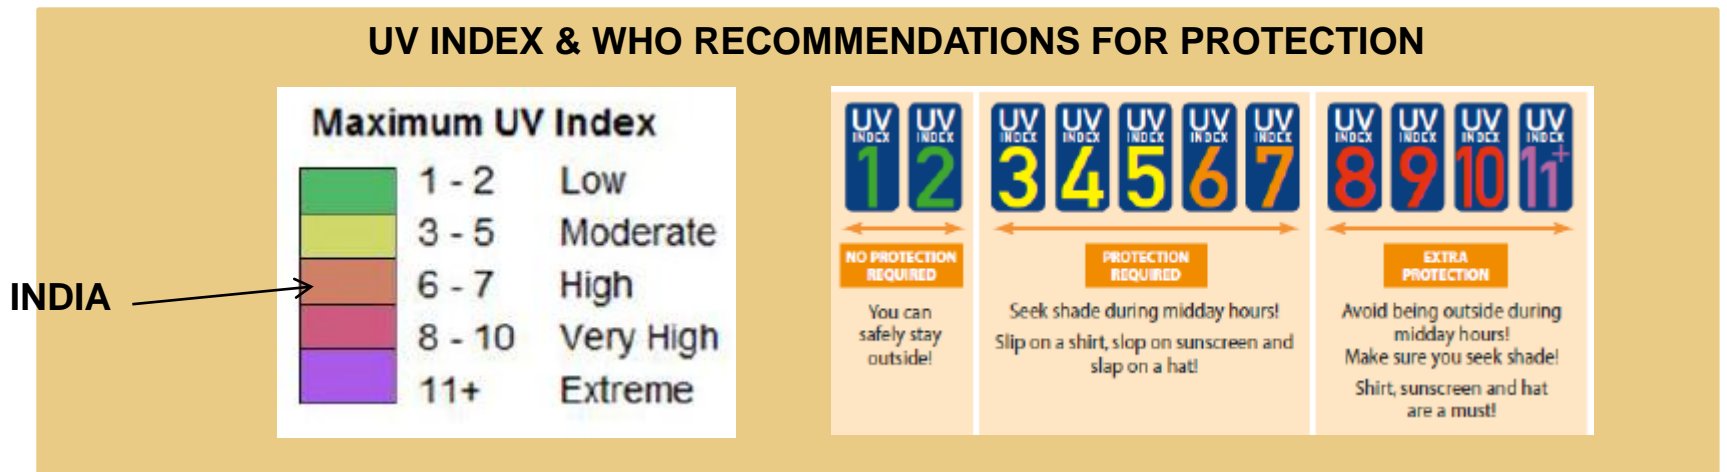 UV INDEX & WHO RECOMMENDATIONS FOR PROTECTION
Maximum UV Index
1 - 2 Low
3 - 5 Moderate
6 - 7 High
8 - 10 Very High
11+ Extreme
INDIA
UV INDEX 1
UV INDEX 2
UV INDEX 3
UV INDEX 4
UV INDEX 5
UV INDEX 6
UV INDEX 7
UV INDEX 8
UV INDEX 9
UV INDEX 10
UV INDEX 11+
NO PROTECTION
REQUIRED
You can
safely stay
outside!
PROTECTION
REQUIRED
Seek shade during midday hours!
Slip on a shirt, slop on sunscreen and
slap on a hat!
EXTRA
PROTECTION
Avoid being outside during
midday hours!
Make sure you seek shade!
Shirt, sunscreen and hat
are a must!